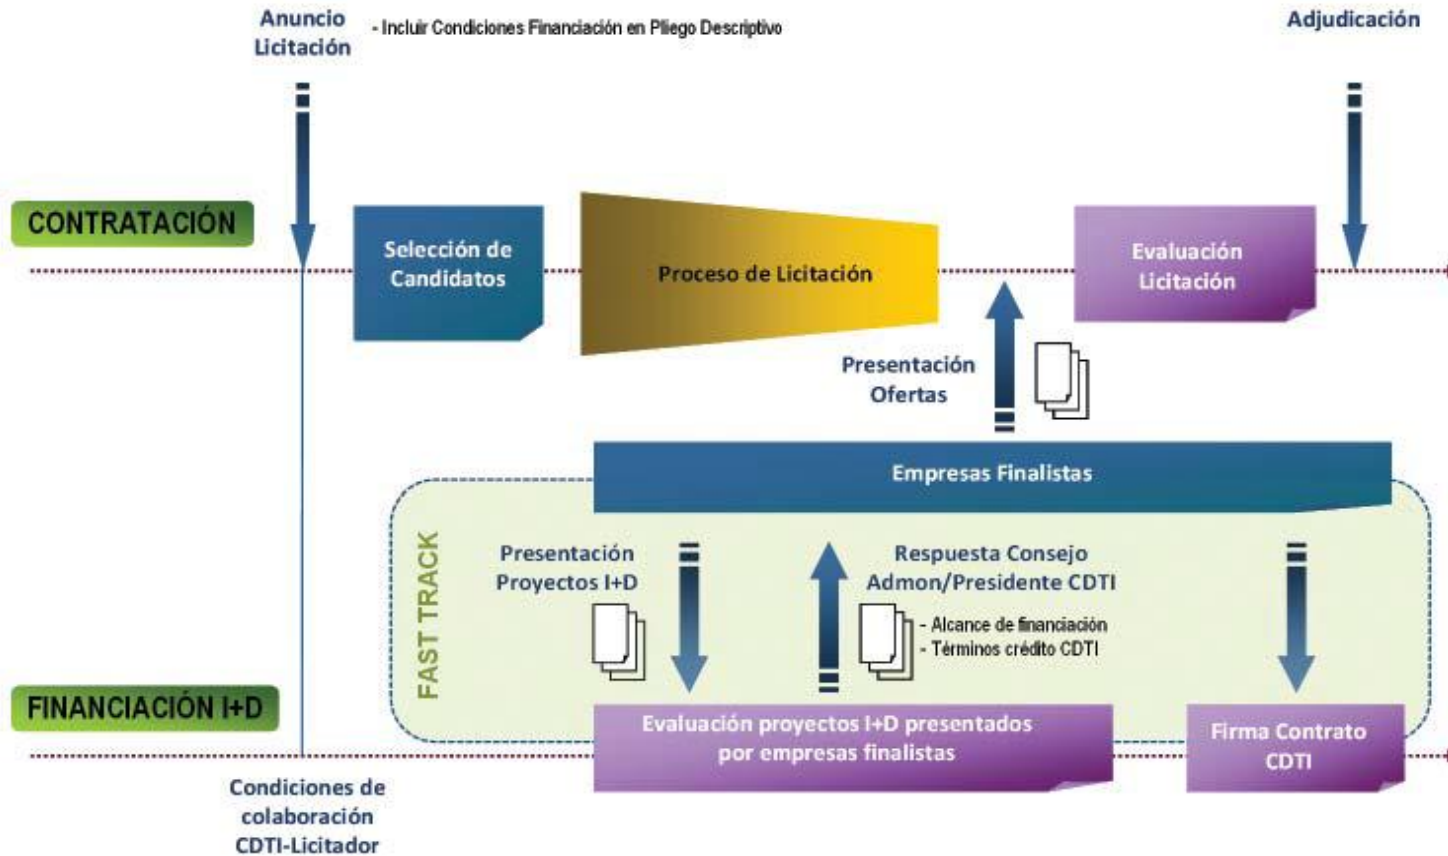 Anuncio
Licitación
- Incluir Condiciones Financiación en Pliego Descriptivo
Adjudicación
CONTRATACIÓN
Selección de
Candidatos
Proceso de Licitación
Evaluación
Licitación
Presentación
Ofertas
Empresas Finalistas
FAST TRACK
Presentación
Proyectos I+D
Respuesta Consejo
Admon/Presidente CDTI
- Alcance de financiación
- Términos crédito CDTI
FINANCIACIÓN I+D
Evaluación proyectos I+D presentados
por empresas finalistas
Firma Contrato
CDTI
Condiciones de
colaboración
CDTI-Licitador